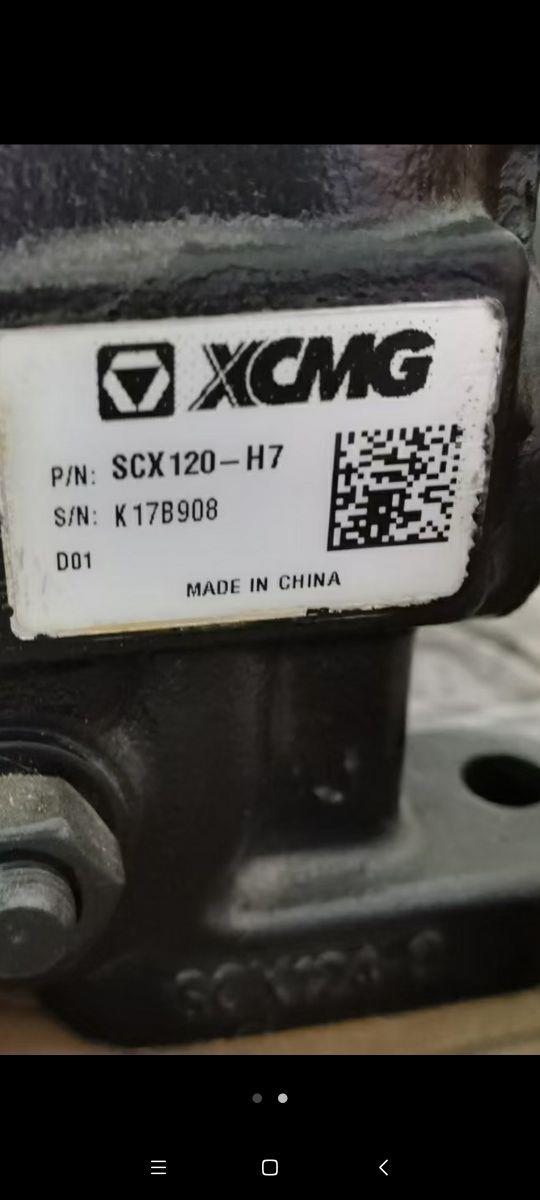 XCMG
P/N: SCX120-H7
S/N: K17B908
D01
MADE IN CHINA